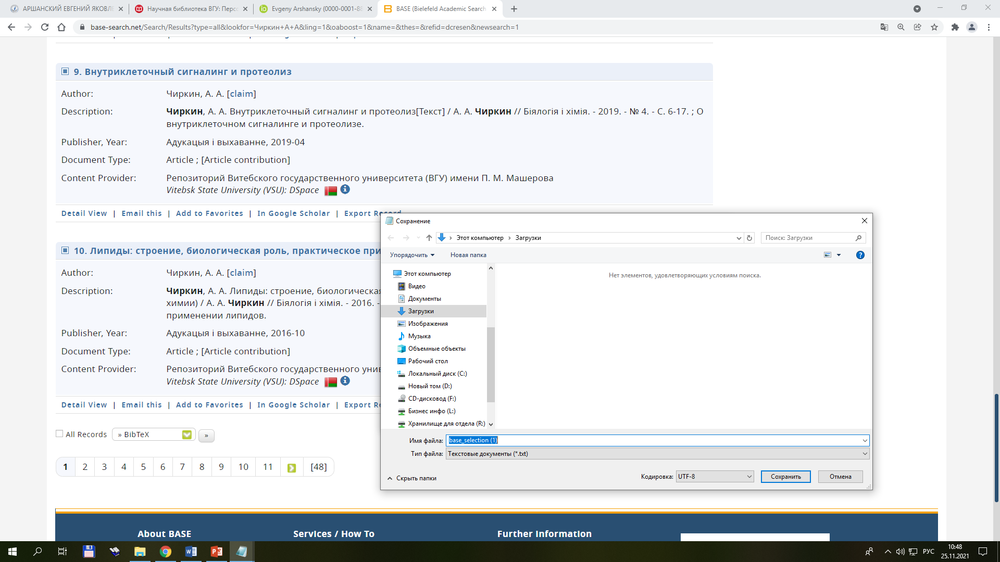 АРШАНСКИЙ ЕВГЕНИЙ ЯКОВЛЕ
Научная библиотека ВГУ: Персо
Evgeny Arshansky (0000-0001-88
BASE (Bielefeld Academic Search
base-search.net/Search/Results?type=all&lookfor=Чиркин+А+А&ling=1&oaboost=1&name=&thes=&refid=dcresen&newsearch=1
9. Внутриклеточный сигналинг и протеолиз
Author: Чиркин, А. А. [claim]
Description: Чиркин, А. А. Внутриклеточный сигналинг и протеолиз[Текст] / А. А. Чиркин // Біялогія і хімія. - 2019. - № 4. - С. 6-17. ; О
внутриклеточном сигналинге и протеолизе.
Publisher, Year: Адукацыя і выхаванне, 2019-04
Document Type: Article ; [Article contribution]
Content Provider: Репозиторий Витебского государственного университета (ВГУ) имени П. М. Машерова
Vitebsk State University (VSU): DSpace
Detail View | Email this | Add to Favorites | In Google Scholar | Export Record
10. Липиды: строение, биологическая роль, практическое при
Author: Чиркин, А. А. [claim]
Description: Чиркин, А. А. Липиды: строение, биологическая
химии) / А. А. Чиркин // Біялогія і хімія. - 2016. -
применении липидов.
Publisher, Year: Адукацыя і выхаванне, 2016-10
Document Type: Article ; [Article contribution]
Content Provider: Репозиторий Витебского государственного унив
Vitebsk State University (VSU): DSpace
Detail View | Email this | Add to Favorites | In Google Scholar | Export Re
All Records » BibTeX »
1 2 3 4 5 6 7 8 9 10 11 [48]
About BASE Services / How To Further Information
Сохранение
Этот компьютер › Загрузки
Поиск: Загрузки
Упорядочить Новая папка
Этот компьютер
Видео
Документы
Загрузки
Изображения
Музыка
Объемные объекты
Рабочий стол
Локальный диск (C:)
Новый том (D:)
CD-дисковод (F:)
Бизнес инфо (L:)
Хранилище для отдела (R:)
Нет элементов, удовлетворяющих условиям поиска.
Имя файла: base_selection (1)
Тип файла: Текстовые документы (*.txt)
Скрыть папки
Кодировка: UTF-8 Сохранить Отмена
РУС
10:48
25.11.2021